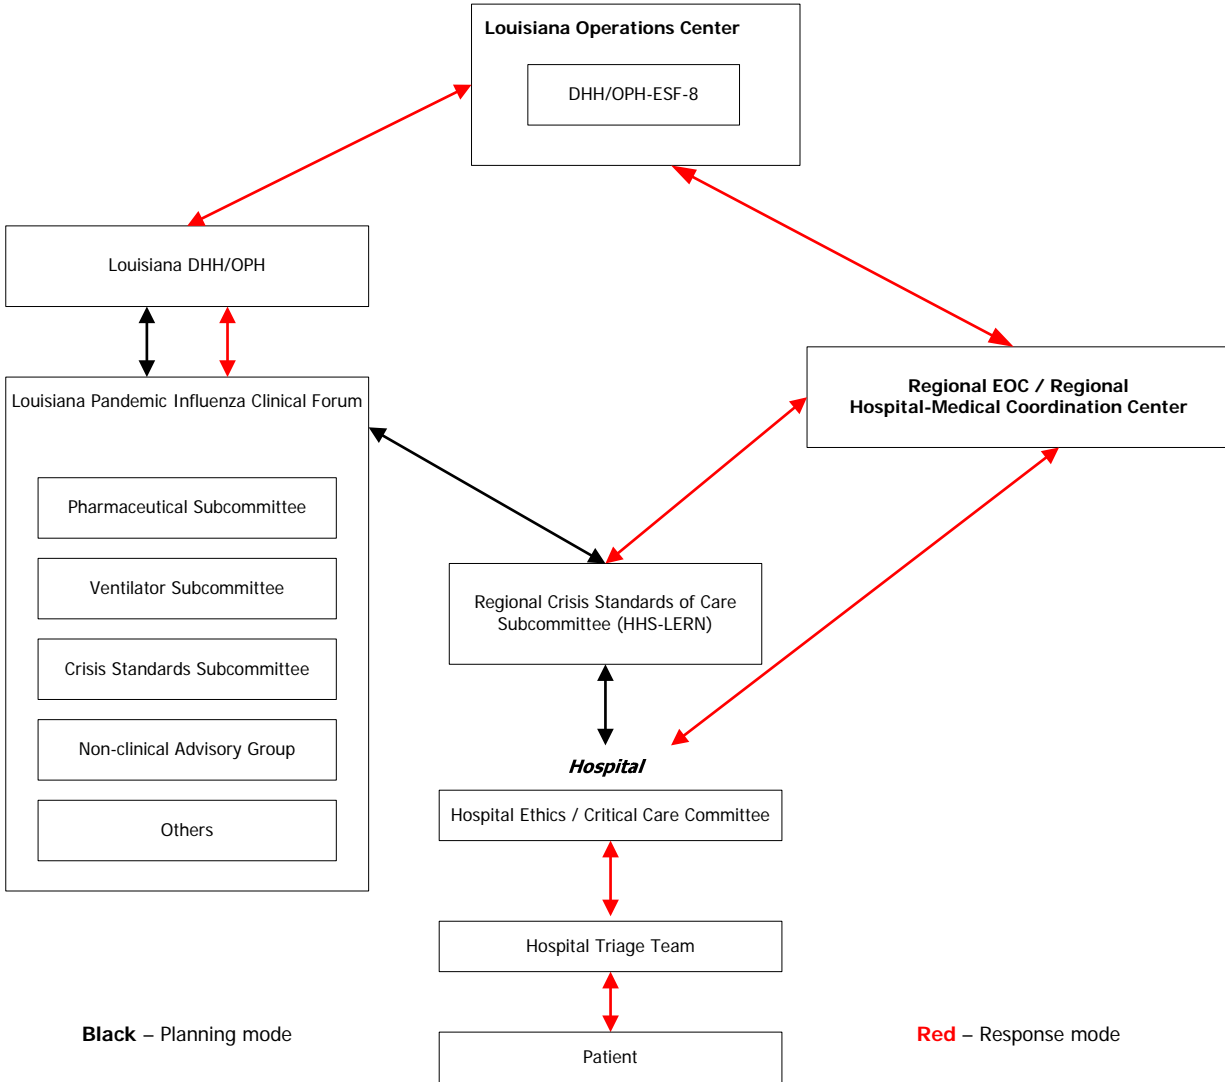 Louisiana Operations Center
DHH/OPH-ESF-8
Louisiana DHH/OPH
Louisiana Pandemic Influenza Clinical Forum
Pharmaceutical Subcommittee
Ventilator Subcommittee
Crisis Standards Subcommittee
Non-clinical Advisory Group
Others
Regional EOC / Regional
Hospital-Medical Coordination Center
Regional Crisis Standards of Care
Subcommittee (HHS-LERN)
Hospital
Hospital Ethics / Critical Care Committee
Hospital Triage Team
Patient
Black – Planning mode
Red – Response mode